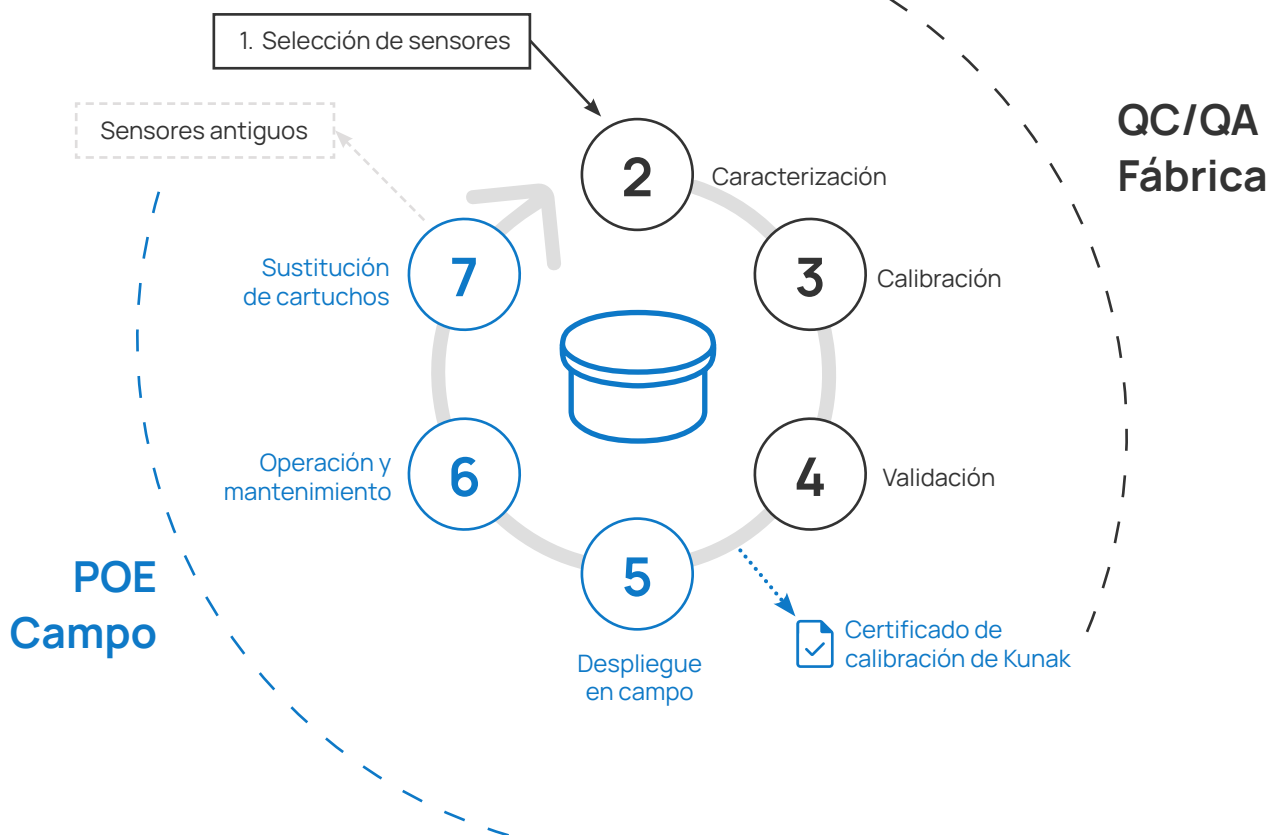 1. Selección de sensores
Sensores antiguos
QC/QA
Fábrica
2
Caracterización
3
Calibración
4
Validación
Certificado de
calibración de Kunak
5
Despliegue
en campo
6
Operación y
mantenimiento
7
Sustitución
de cartuchos
POE
Campo